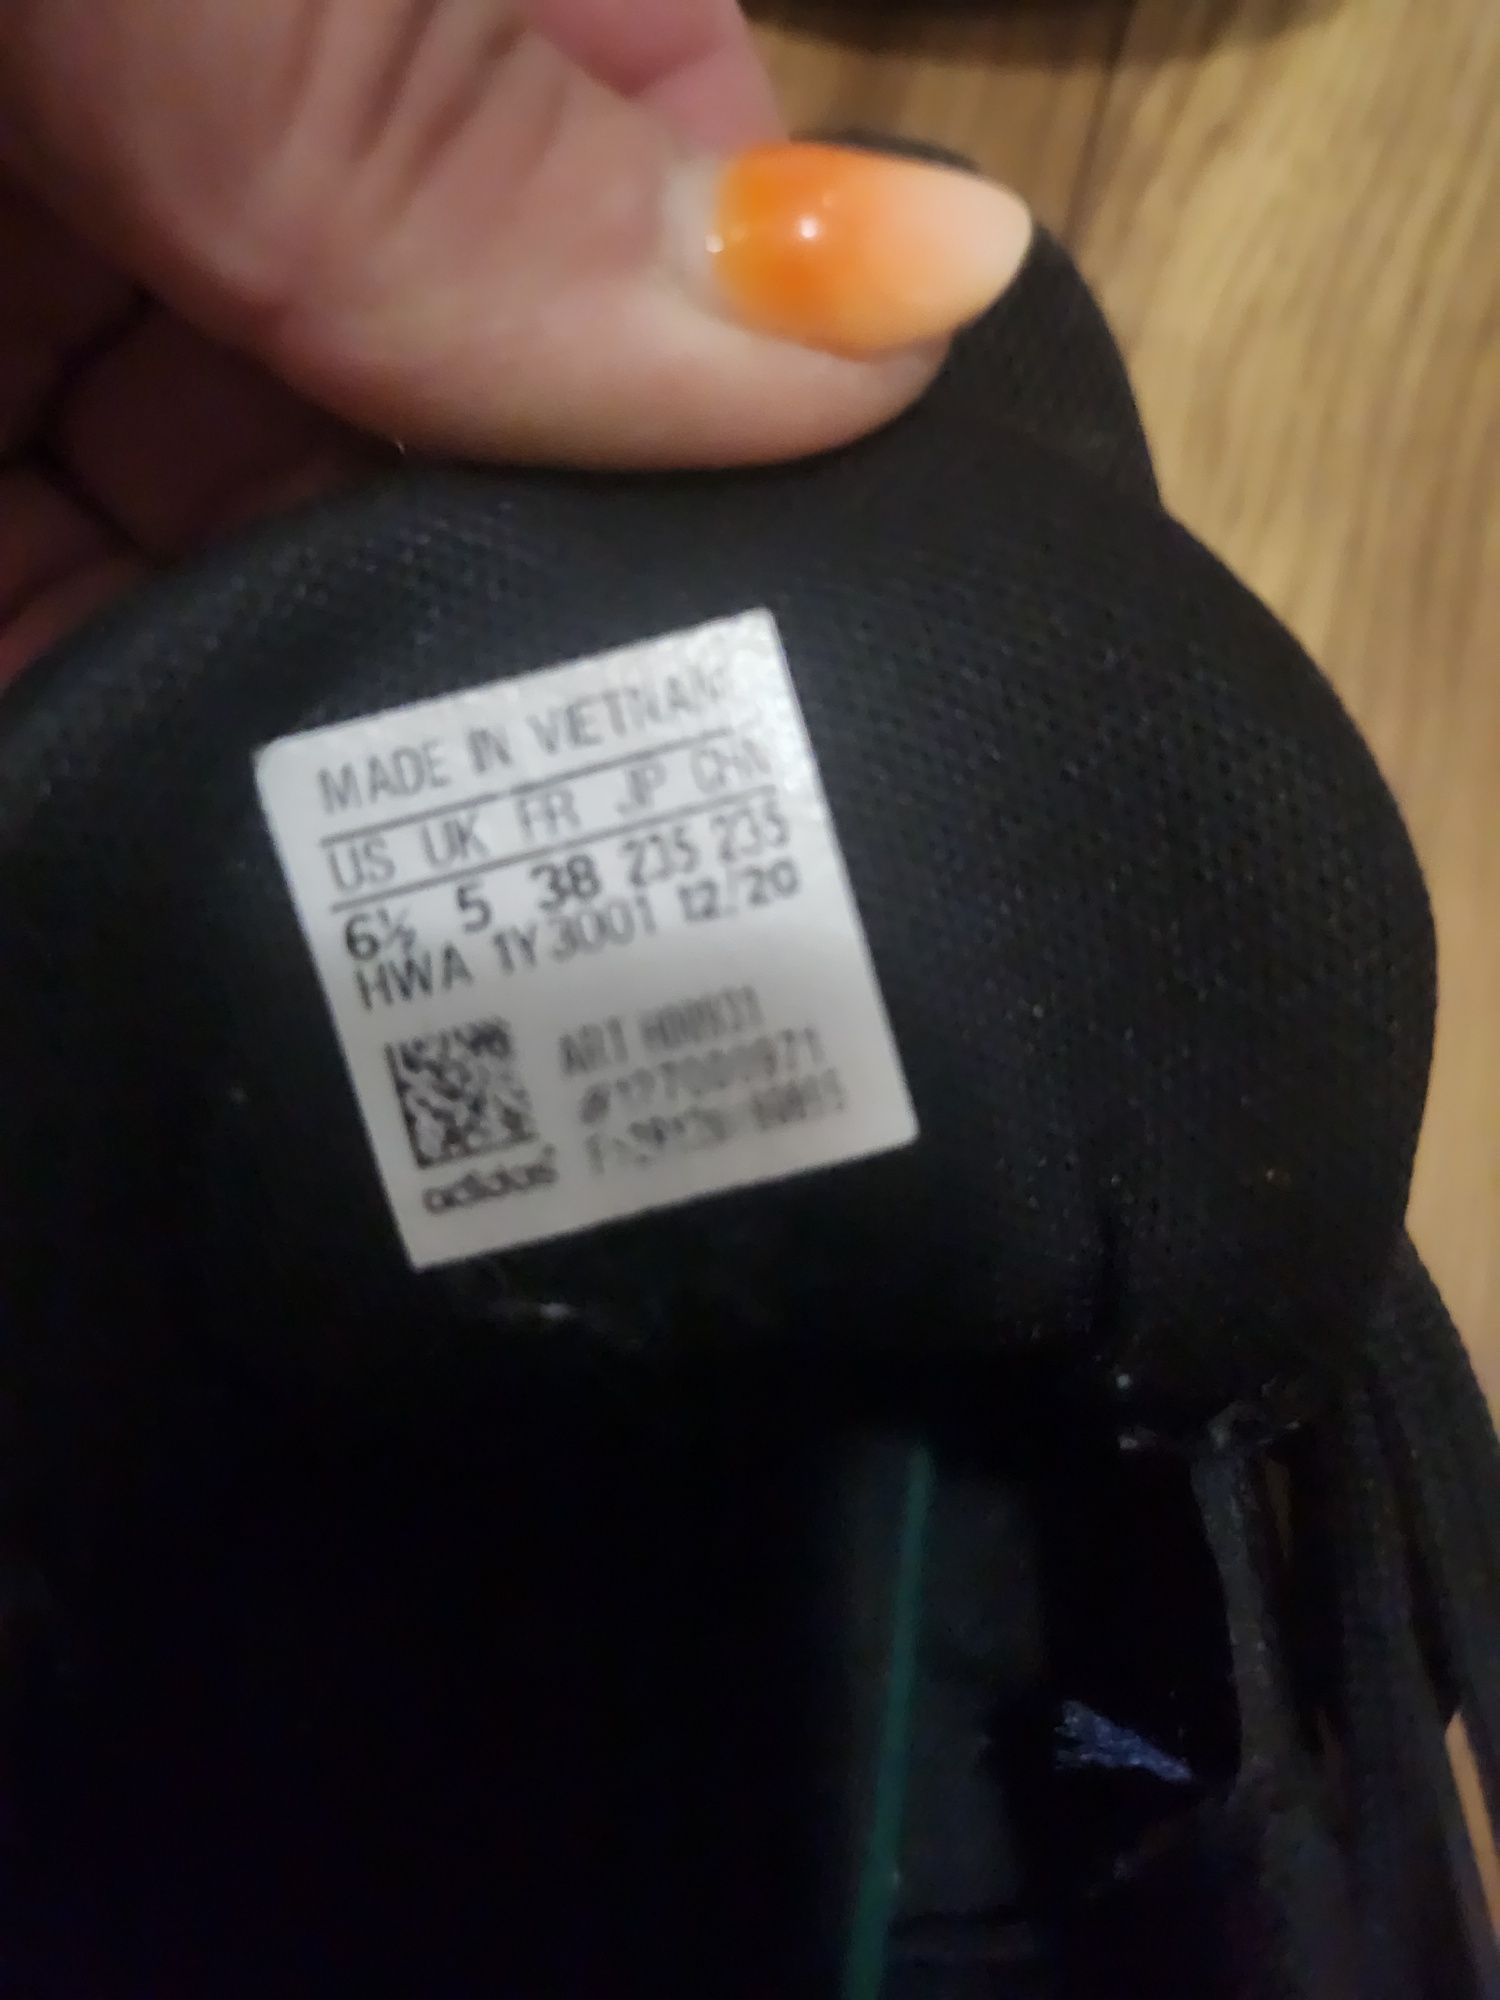 MADE IN VIETNAM
US UK FR JP CHN
6½ 5 38 235 235
HWA 1Y3001 12/20
ART
adidas